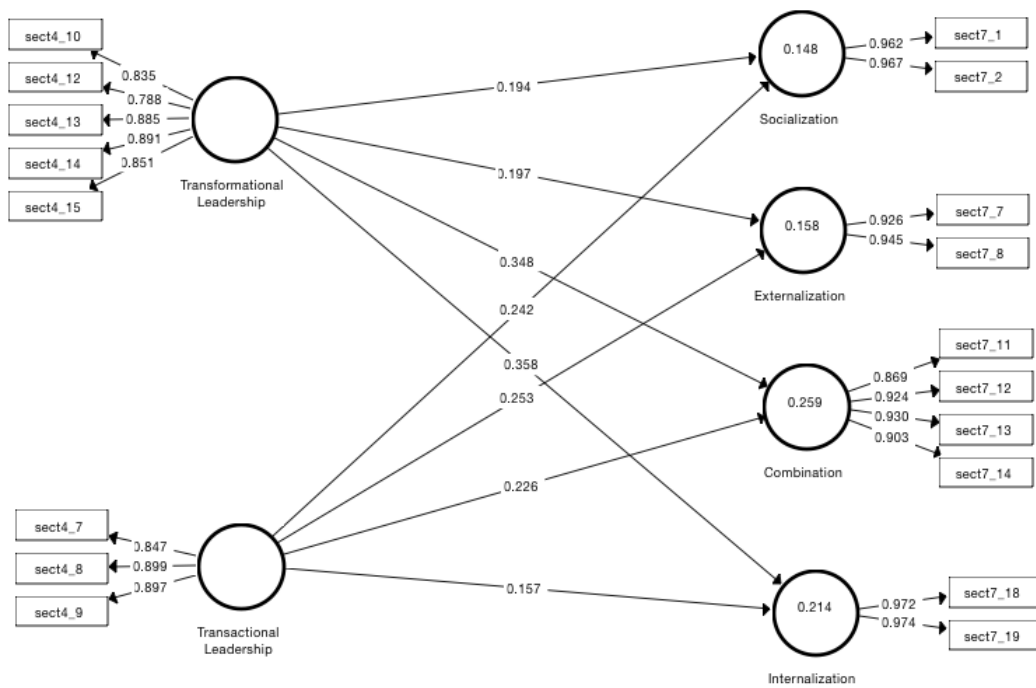 sect4_10
sect4_12
sect4_13
sect4_14
sect4_15
0.835
0.788
0.885
0.891
0.851
Transformational
Leadership
0.194
0.197
0.348
0.242
0.358
0.253
0.226
0.157
sect4_7
sect4_8
sect4_9
0.847
0.899
0.897
Transactional
Leadership
0.148
Socialization
0.962
0.967
sect7_1
sect7_2
0.158
Externalization
0.926
0.945
sect7_7
sect7_8
0.259
Combination
0.869
0.924
0.930
0.903
sect7_11
sect7_12
sect7_13
sect7_14
0.214
Internalization
0.972
0.974
sect7_18
sect7_19